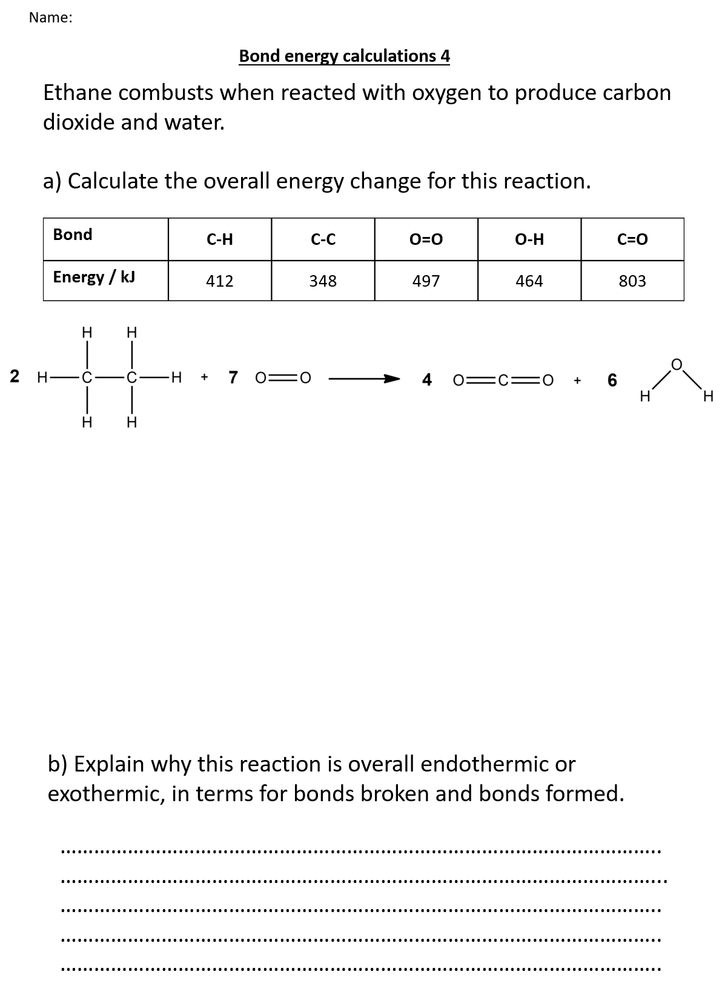 Name:
Bond energy calculations 4
Ethane combusts when reacted with oxygen to produce carbon
dioxide and water.
a) Calculate the overall energy change for this reaction.
Bond C-H C-C O=O O-H C=O
Energy / kJ 412 348 497 464 803
H H
2 H C C H + 7 O O 4 O C O + 6 O
H H
H H
b) Explain why this reaction is overall endothermic or
exothermic, in terms for bonds broken and bonds formed.